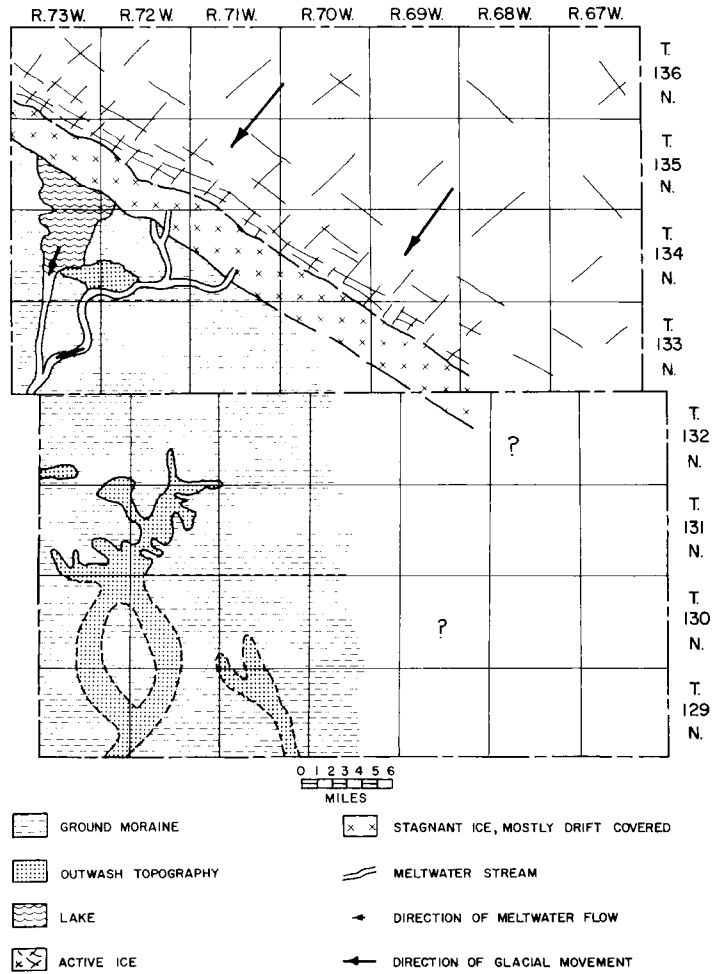 R.73W. R.72W. R.71W. R.70W. R.69W. R.68W. R.67W.
T.
136
N.
T.
135
N.
T.
134
N.
T.
133
N.
T.
132
N.
?
T.
131
N.
T.
130
N.
?
T.
129
N.
0 1 2 3 4 5 6
MILES
GROUND MORAINE
STAGNANT ICE, MOSTLY DRIFT COVERED
OUTWASH TOPOGRAPHY
MELTWATER STREAM
LAKE
DIRECTION OF MELTWATER FLOW
ACTIVE ICE
DIRECTION OF GLACIAL MOVEMENT